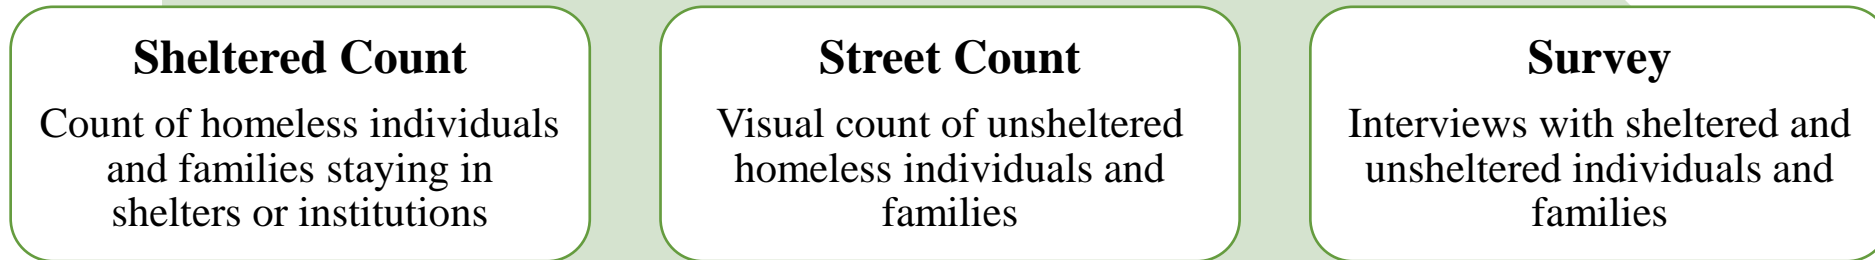 Sheltered Count
Count of homeless individuals
and families staying in
shelters or institutions
Street Count
Visual count of unsheltered
homeless individuals and
families
Survey
Interviews with sheltered and
unsheltered individuals and
families